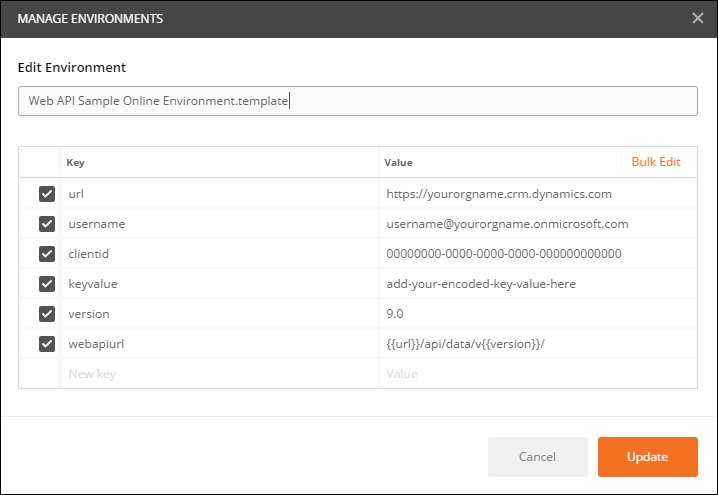 MANAGE ENVIRONMENTS
Edit Environment
Web API Sample Online Environment.template
Key Value Bulk Edit
url https://yourorgname.crm.dynamics.com
username username@yourorgname.onmicrosoft.com
clientid 00000000-0000-0000-0000-000000000000
keyvalue add-your-encoded-key-value-here
version 9.0
webapiurl {{url}}/api/data/v{{version}}/
New key Value
Cancel Update